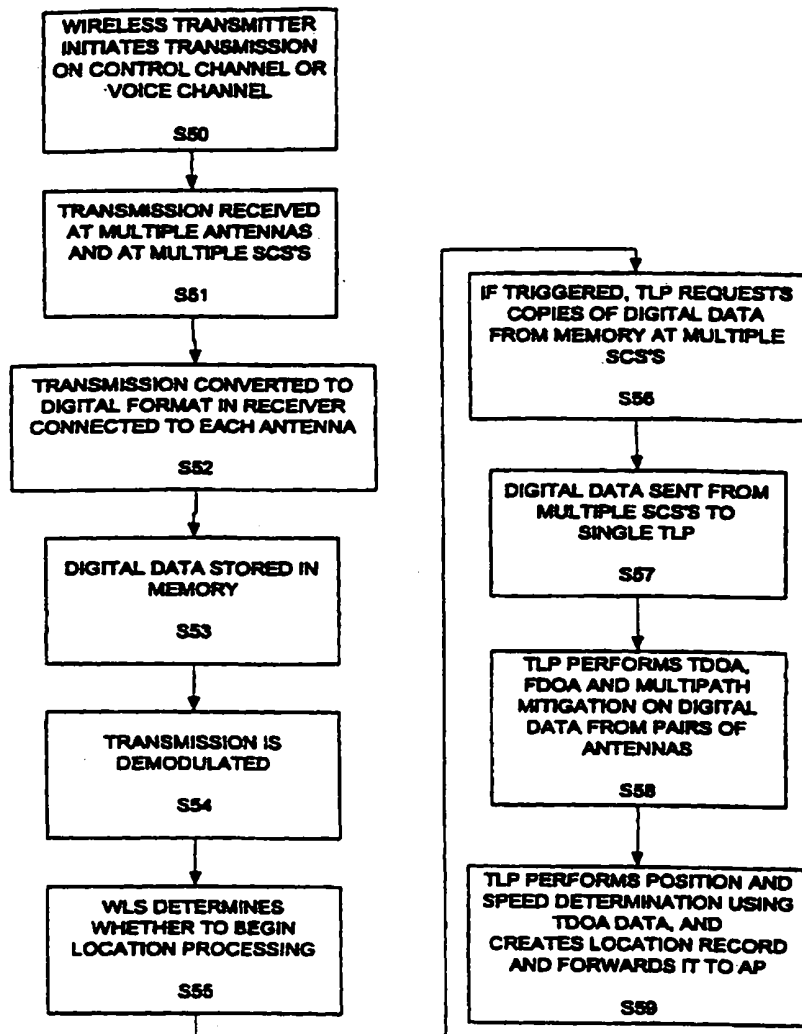 WIRELESS TRANSMITTER
INITIATES TRANSMISSION
ON CONTROL CHANNEL OR
VOICE CHANNEL
S50
TRANSMISSION RECEIVED
AT MULTIPLE ANTENNAS
AND AT MULTIPLE SCS'S
S51
TRANSMISSION CONVERTED TO
DIGITAL FORMAT IN RECEIVER
CONNECTED TO EACH ANTENNA
S52
DIGITAL DATA STORED IN
MEMORY
S53
TRANSMISSION IS
DEMODULATED
S54
WLS DETERMINES
WHETHER TO BEGIN
LOCATION PROCESSING
S55
IF TRIGGERED, TLP REQUESTS
COPIES OF DIGITAL DATA
FROM MEMORY AT MULTIPLE
SCS'S
S56
DIGITAL DATA SENT FROM
MULTIPLE SCS'S TO
SINGLE TLP
S57
TLP PERFORMS TDOA,
FDOA AND MULTIPATH
MITIGATION ON DIGITAL
DATA FROM PAIRS OF
ANTENNAS
S58
TLP PERFORMS POSITION AND
SPEED DETERMINATION USING
TDOA DATA, AND
CREATES LOCATION RECORD
AND FORWARDS IT TO AP
S59